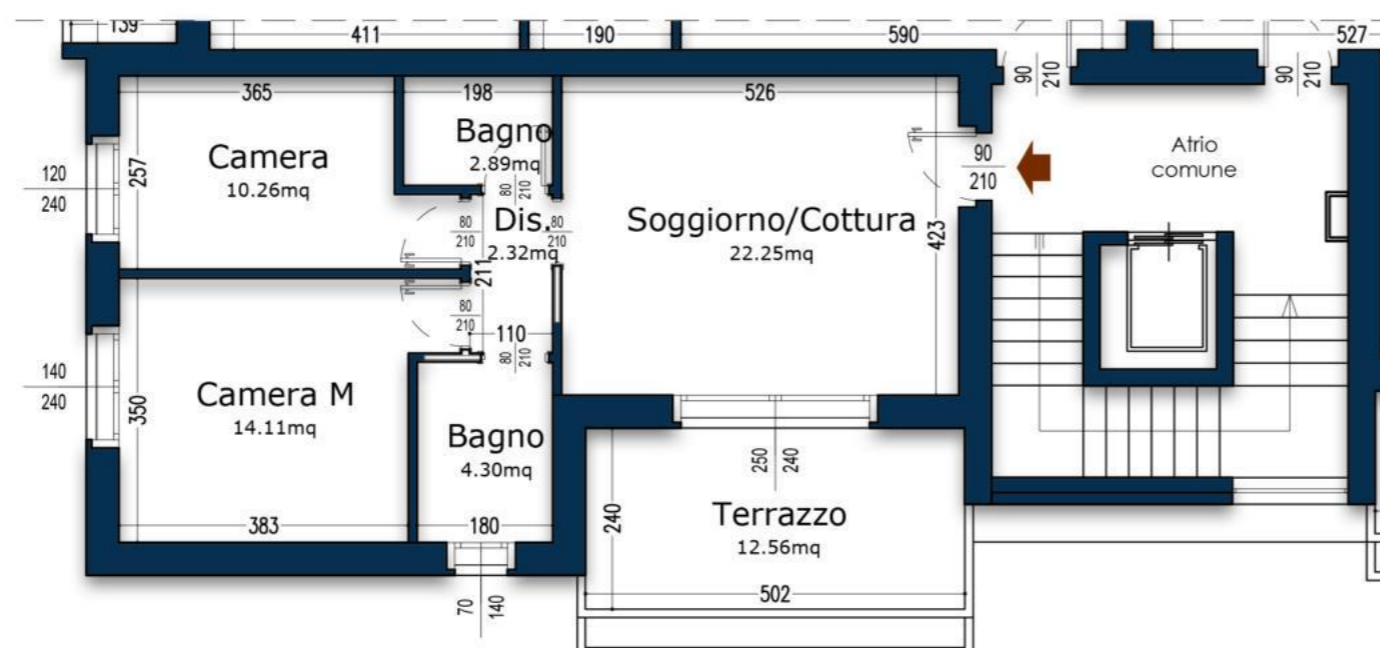 139
411
190
590
527
90
210
90
210
365
198
526
Camera
10.26mq
257
120
240
Bagno
2.89mq
80
210
Dis.
2.32mq
80
210
80
210
211
Soggiorno/Cottura
22.25mq
423
90
210
Atrio
comune
80
210
110
80
210
140
240
350
Camera M
14.11mq
383
Bagno
4.30mq
180
70
140
250
240
240
Terrazzo
12.56mq
502